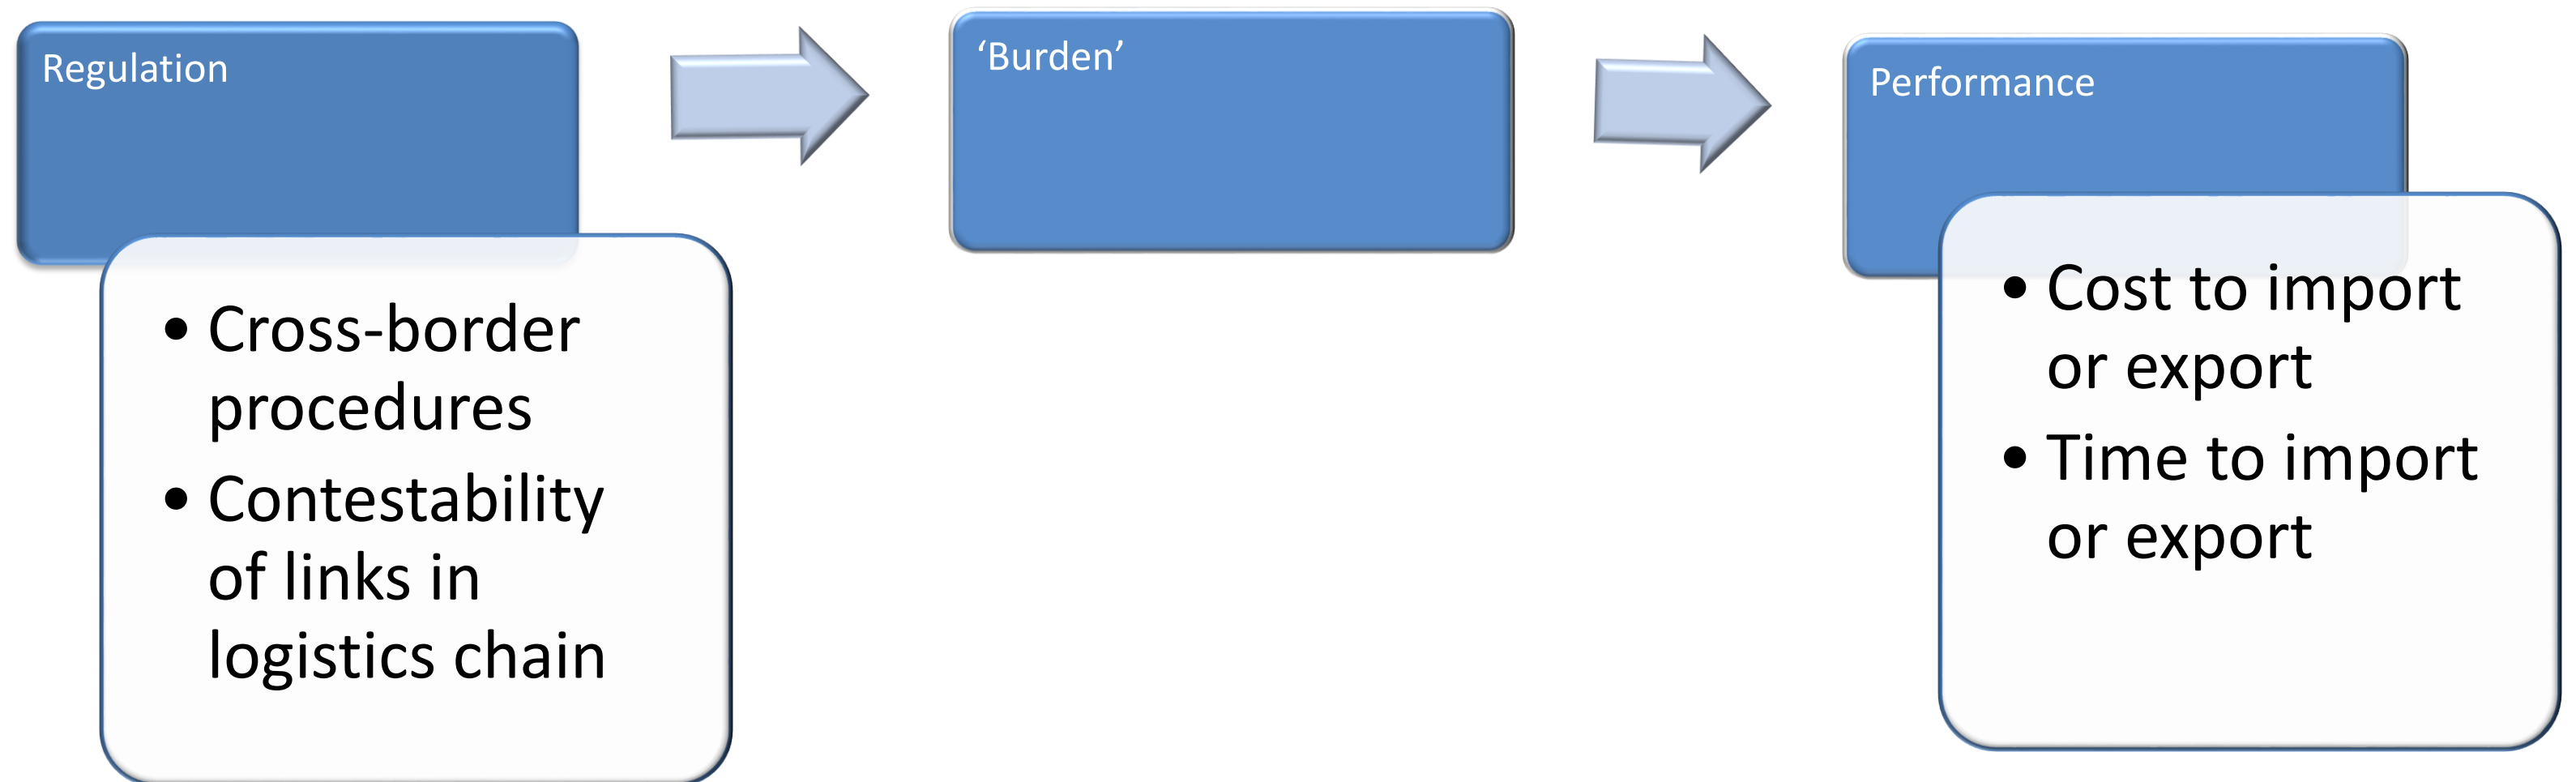 Regulation
• Cross-border
procedures
• Contestability
of links in
logistics chain
‘Burden’
Performance
• Cost to import
or export
• Time to import
or export